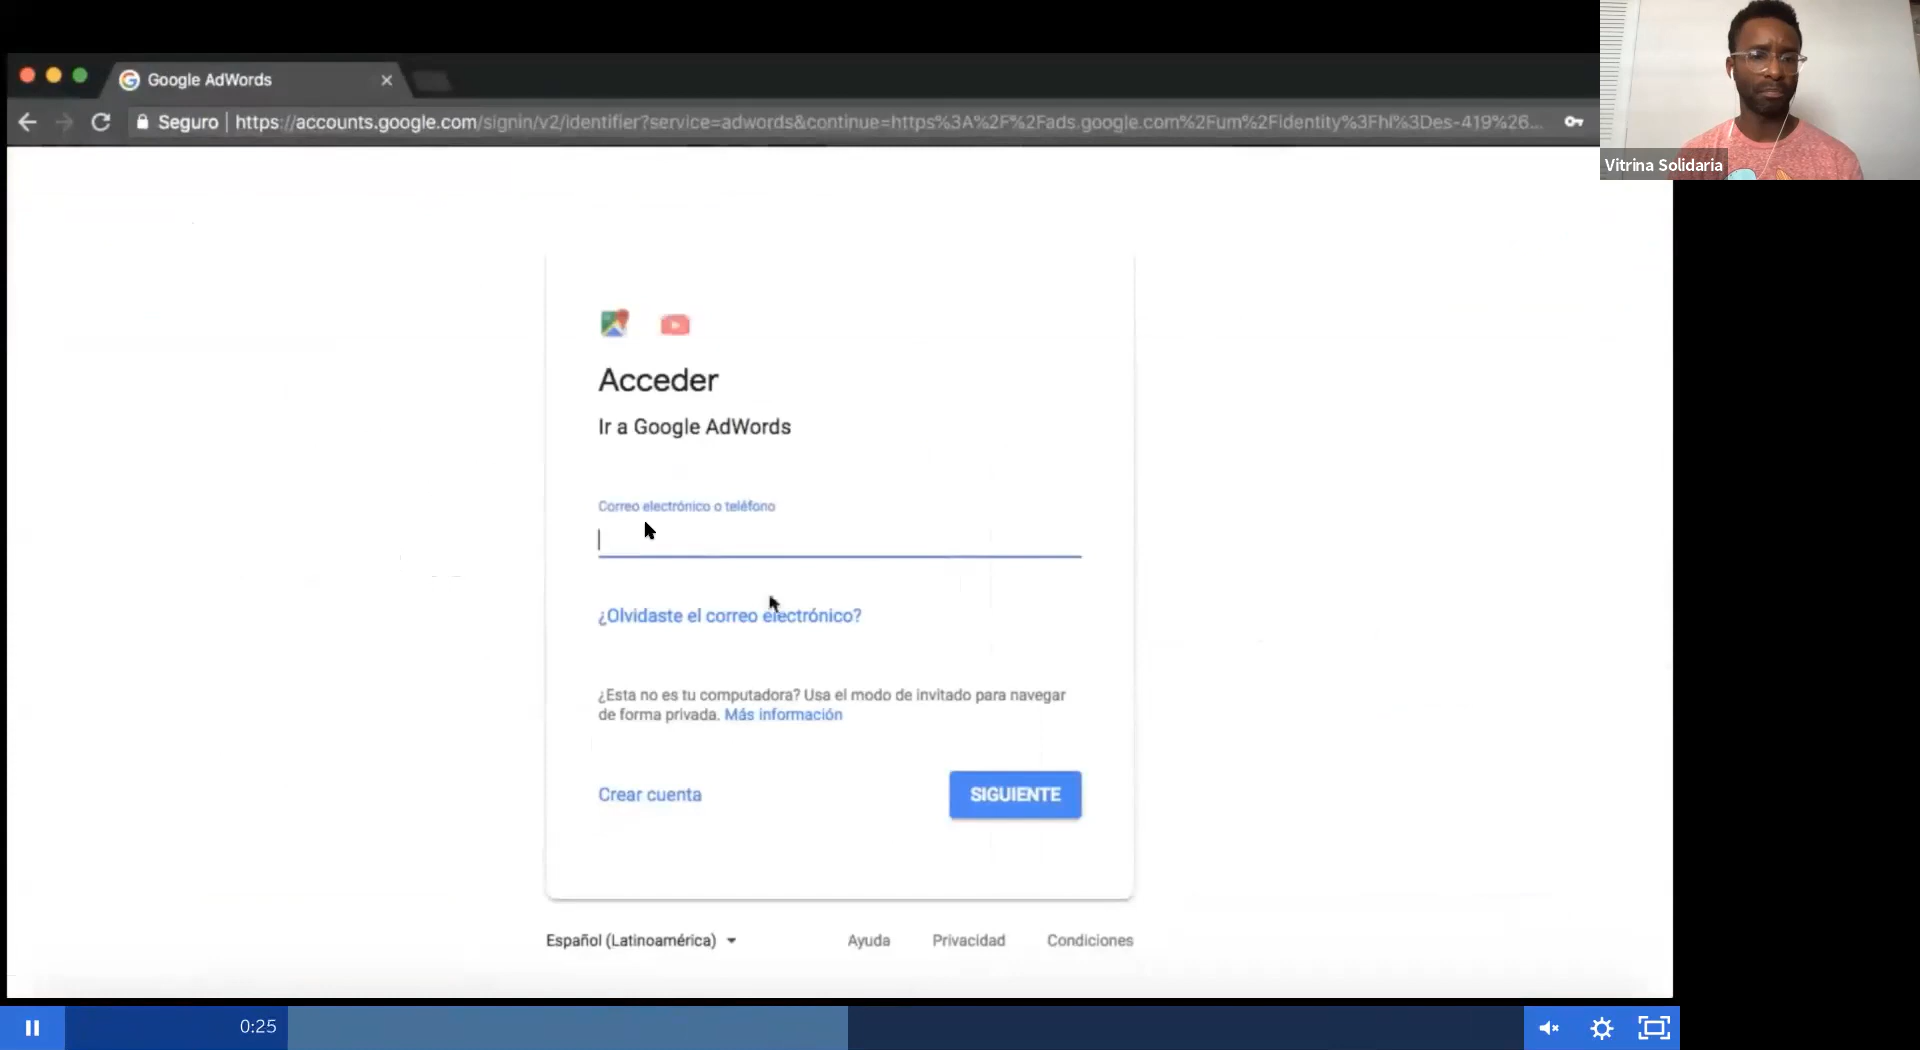 Google AdWords
Seguro | https://accounts.google.com/signin/v2/identifier?service=adwords&continue=https%3A%2F%2Fads.google.com%2Fum%2Fidentity%3Fhl%3Des-419%26...
Vitrina Solidaria
Acceder
Ir a Google AdWords
Correo electrónico o teléfono
¿Olvidaste el correo electrónico?
¿Esta no es tu computadora? Usa el modo de invitado para navegar
de forma privada. Más información
Crear cuenta
SIGUIENTE
Español (Latinoamérica)
Ayuda
Privacidad
Condiciones
0:25